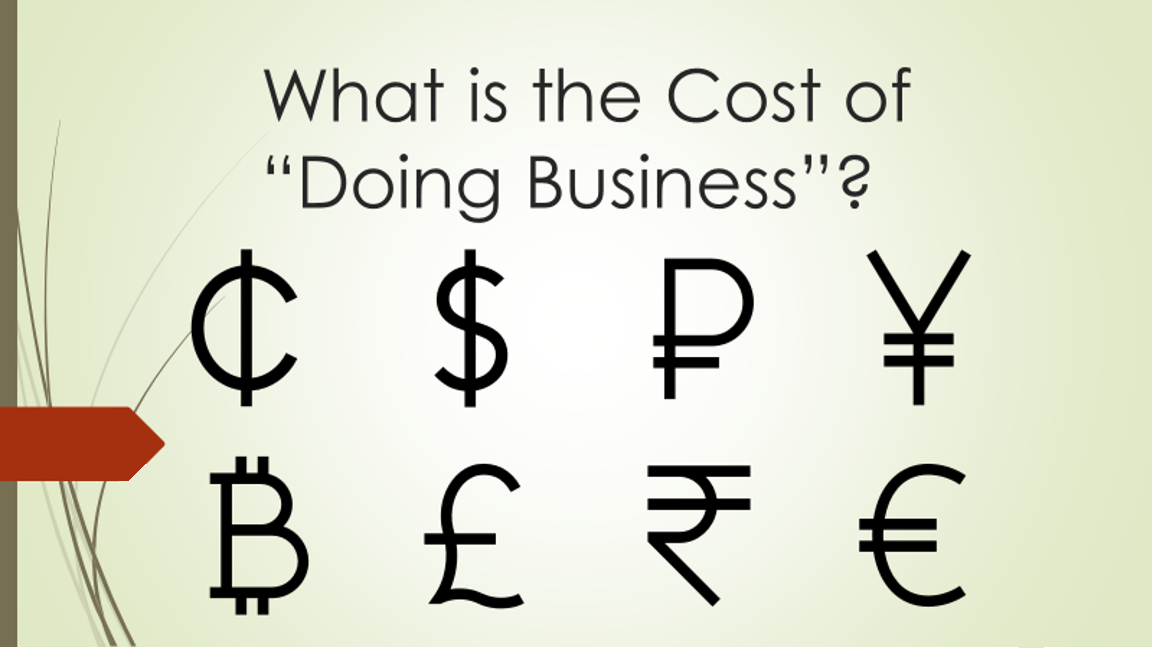 What is the Cost of
“Doing Business”?
¢ $ ₽ ¥
₿ £ ₹ €